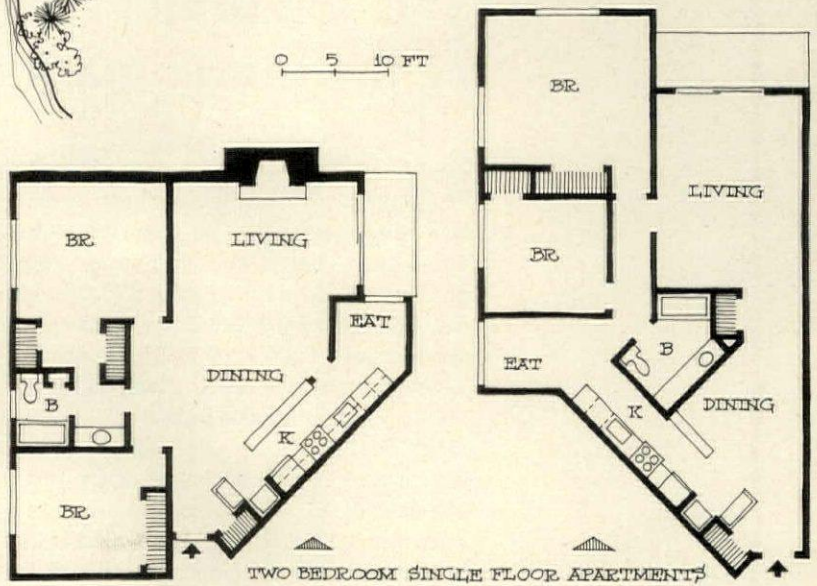 0 5 10 FT
BR
LIVING
EAT
DINING
B
K
BR
BR
LIVING
BR
EAT
B
K
DINING
TWO BEDROOM SINGLE FLOOR APARTMENTS